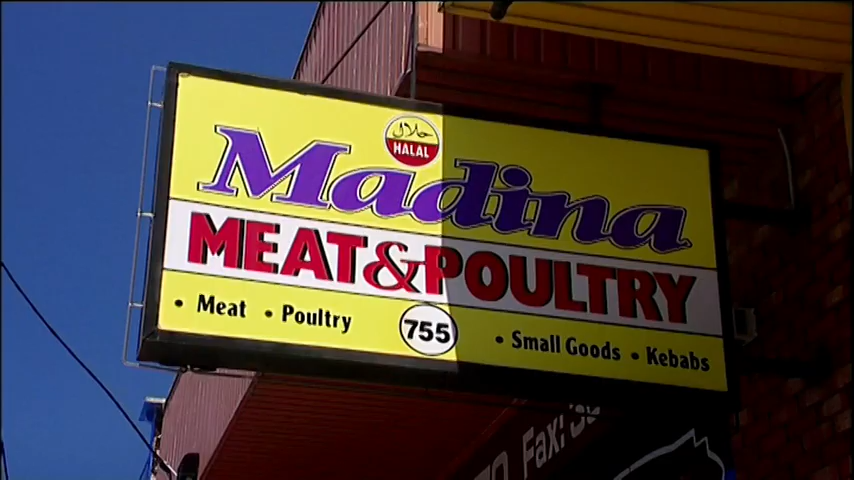 حلال
HALAL
Madina
MEAT & POULTRY
• Meat • Poultry
755
• Small Goods • Kebabs
Fax: